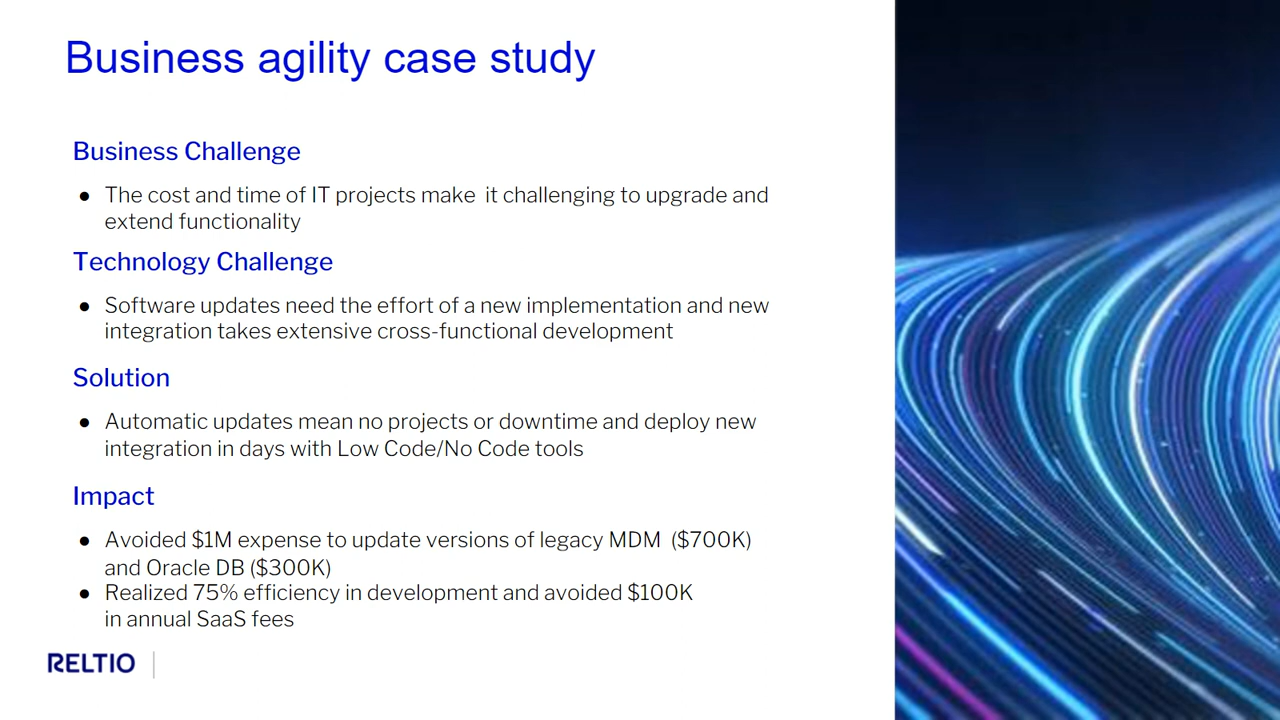 Business agility case study
Business Challenge
● The cost and time of IT projects make  it challenging to upgrade and
extend functionality
Technology Challenge
● Software updates need the effort of a new implementation and new
integration takes extensive cross-functional development
Solution
● Automatic updates mean no projects or downtime and deploy new
integration in days with Low Code/No Code tools
Impact
● Avoided $1M expense to update versions of legacy MDM  ($700K)
and Oracle DB ($300K)
● Realized 75% efficiency in development and avoided $100K
in annual SaaS fees
RELTIO